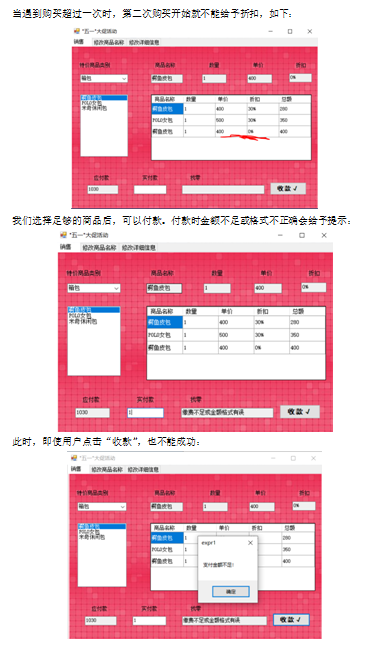 当遇到购买超过一次时，第二次购买开始就不能给予折扣，如下：
"五一"大促活动
销售 修改商品名称 修改详细信息
特价商品类别 商品名称 数量 单价 折扣
箱包 鳄鱼皮包 1 400 0%
鳄鱼皮包
POLO女包
米奇休闲包
商品名称 数量 单价 折扣 总额
鳄鱼皮包 1 400 30% 280
POLO女包 1 500 30% 350
鳄鱼皮包 1 400 0% 400
应付款 实付款 找零
1030 收款 √
我们选择足够的商品后，可以付款。付款时金额不足或格式不正确会给予提示：
"五一"大促活动
销售 修改商品名称 修改详细信息
特价商品类别 商品名称 数量 单价 折扣
箱包 鳄鱼皮包 1 400 0%
鳄鱼皮包
POLO女包
米奇休闲包
商品名称 数量 单价 折扣 总额
鳄鱼皮包 1 400 30% 280
POLO女包 1 500 30% 350
鳄鱼皮包 1 400 0% 400
应付款 实付款 找零
1030 1 缴费不足或金额格式有误 收款 √
此时，即使用户点击“收款”，也不能成功：
"五一"大促活动
销售 修改商品名称 修改详细信息
特价商品类别 商品名称 数量 单价 折扣
箱包 鳄鱼皮包 1 400 0%
鳄鱼皮包
POLO女包
米奇休闲包
商品名称 数量 单价 折扣 总额
鳄鱼皮包 1 280
POLO女包 1 350
鳄鱼皮包 1 400
expr1
支付金额不足!
确定
应付款 实付款 找零
1030 1 缴费不足或金额格式有误 收款 √